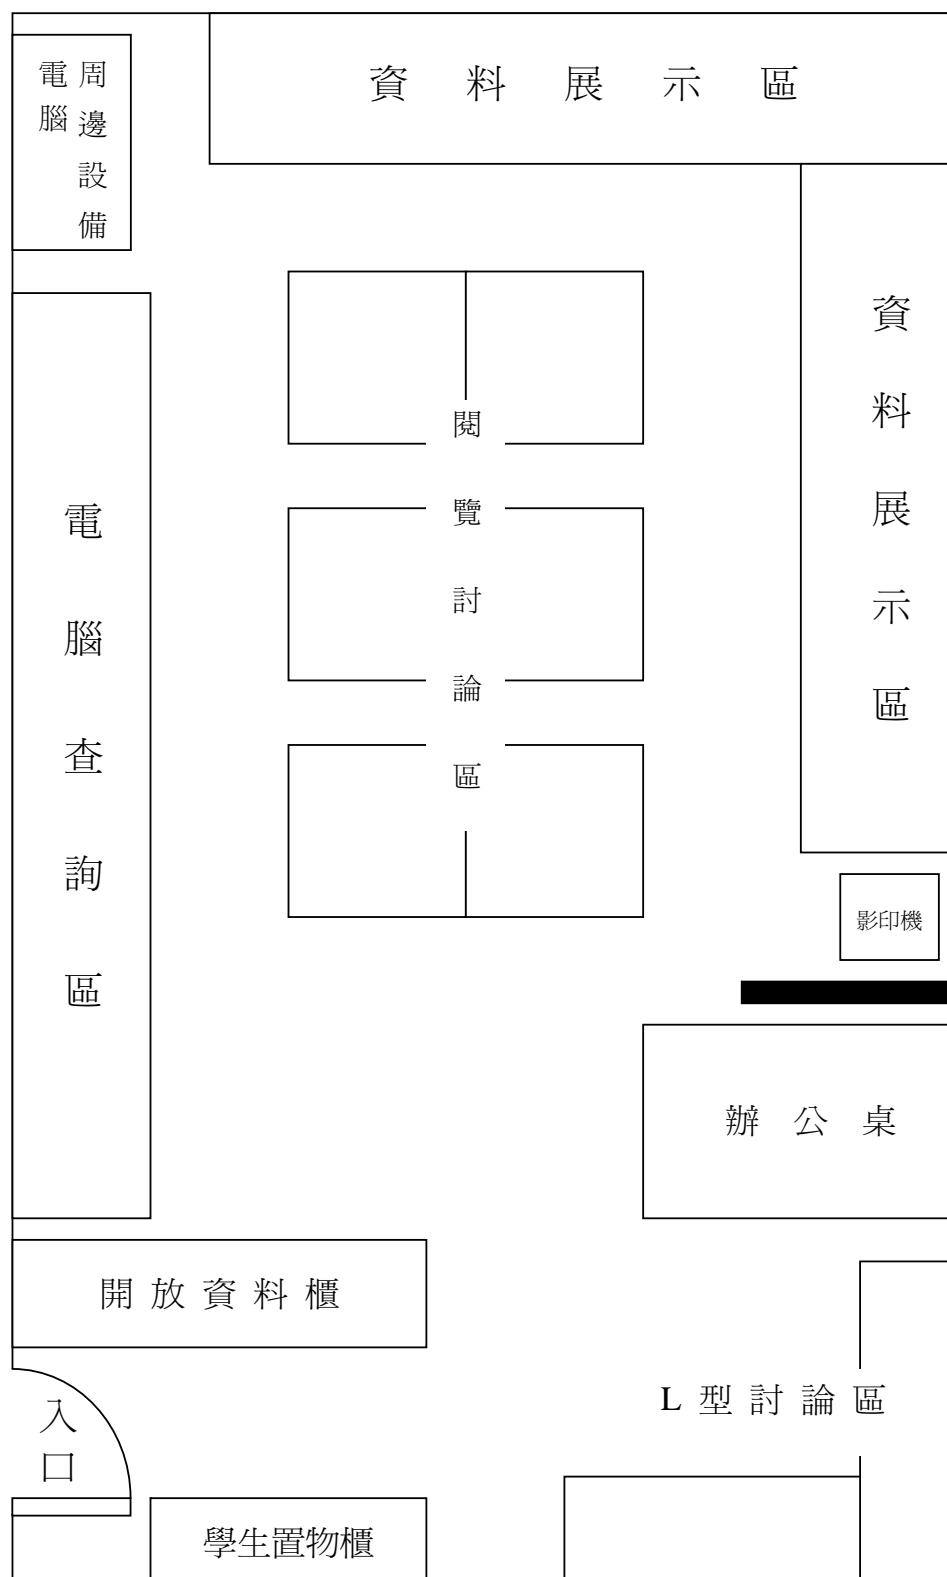 電腦
周邊設備
資料展示區
資料展示區
閱覽討論區
電腦查詢區
影印機
辦公桌
開放資料櫃
L型討論區
入口
學生置物櫃